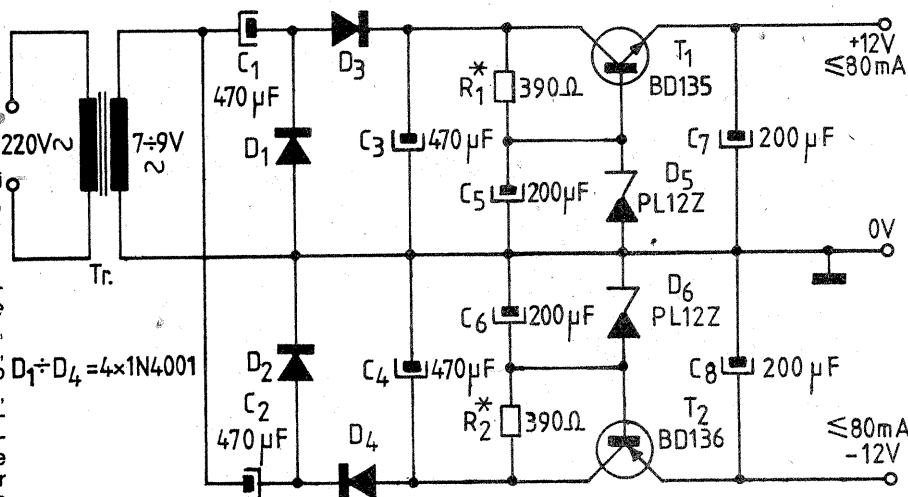 220V~
Tr.
7÷9V
~
C1
470 µF
D1
D3
C3
470 µF
R1*
390Ω
C5
200µF
T1
BD135
D5
PL12Z
C7
200 µF
+12V
≤80mA
0V
D1÷D4=4×1N4001
D2
C2
470 µF
D4
C4
470µF
C6
200µF
R2*
390Ω
D6
PL12Z
T2
BD136
C8
200 µF
≤80mA
-12V